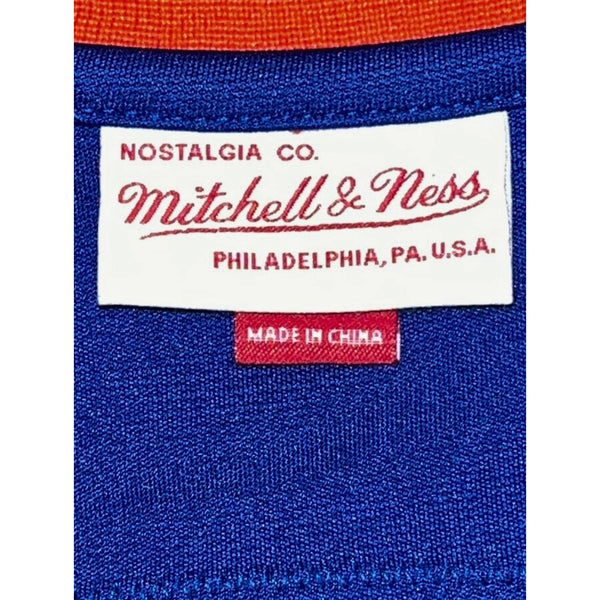 NOSTALGIA CO.
Mitchell & Ness
PHILADELPHIA, PA. U.S.A.
MADE IN CHINA